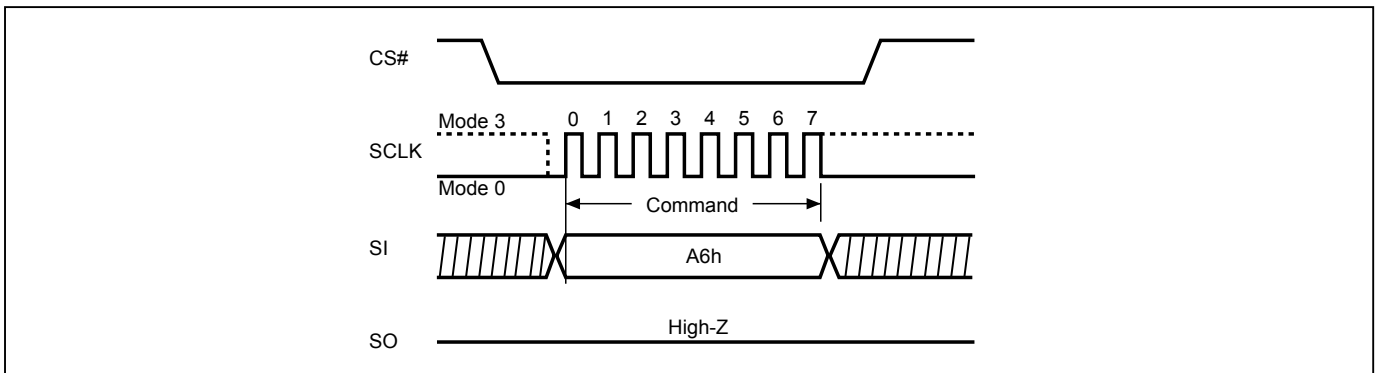 CS#
Mode 3
0 1 2 3 4 5 6 7
SCLK
Mode 0
Command
SI
A6h
High-Z
SO